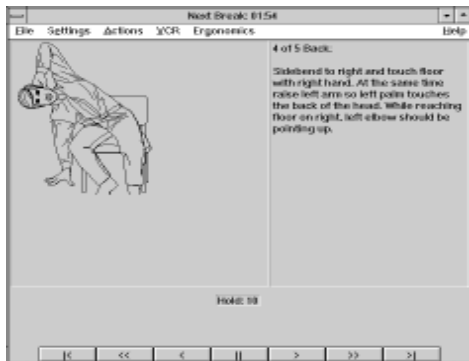 Next Break: 01:54
File Settings Actions VCR Ergonomics Help
4 of 5 Back:
Sidebend to right and touch floor
with right hand. At the same time
raise left arm so left palm touches
the back of the head. While reaching
floor on right, left elbow should be
pointing up.
Hold: 10
|< << < || > >> >|